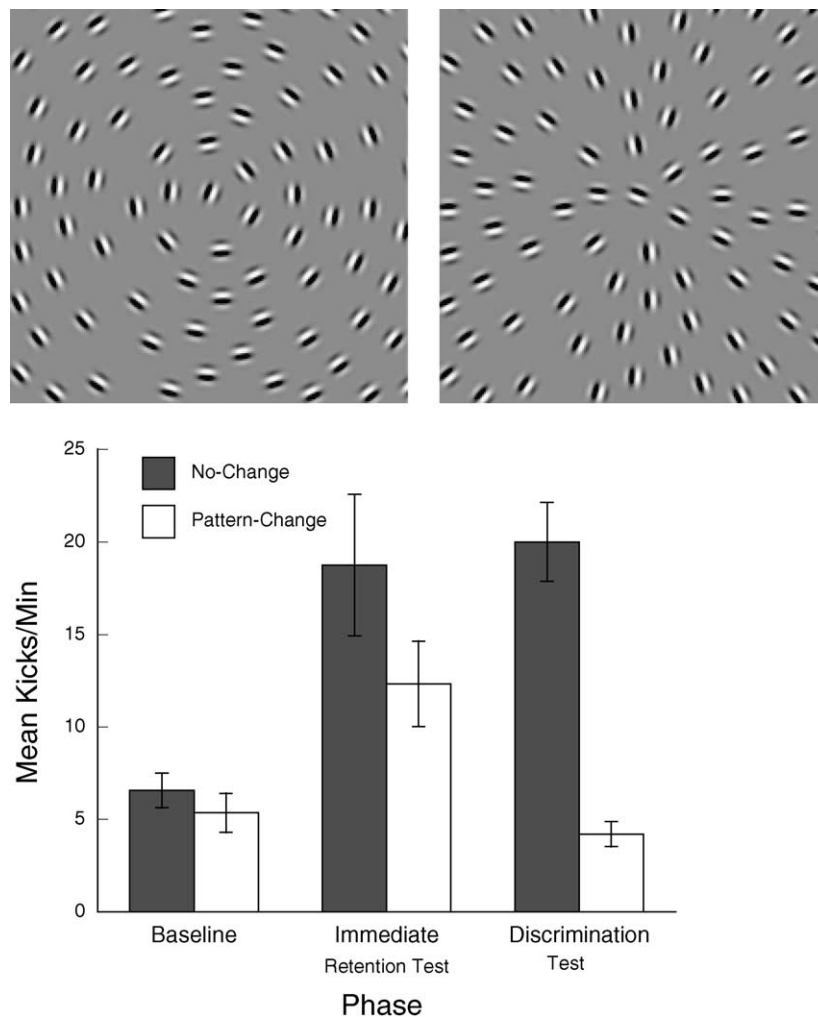 25
No-Change
Pattern-Change
20
15
10
5
0
Mean Kicks/Min
Baseline
Immediate
Retention Test
Discrimination
Test
Phase